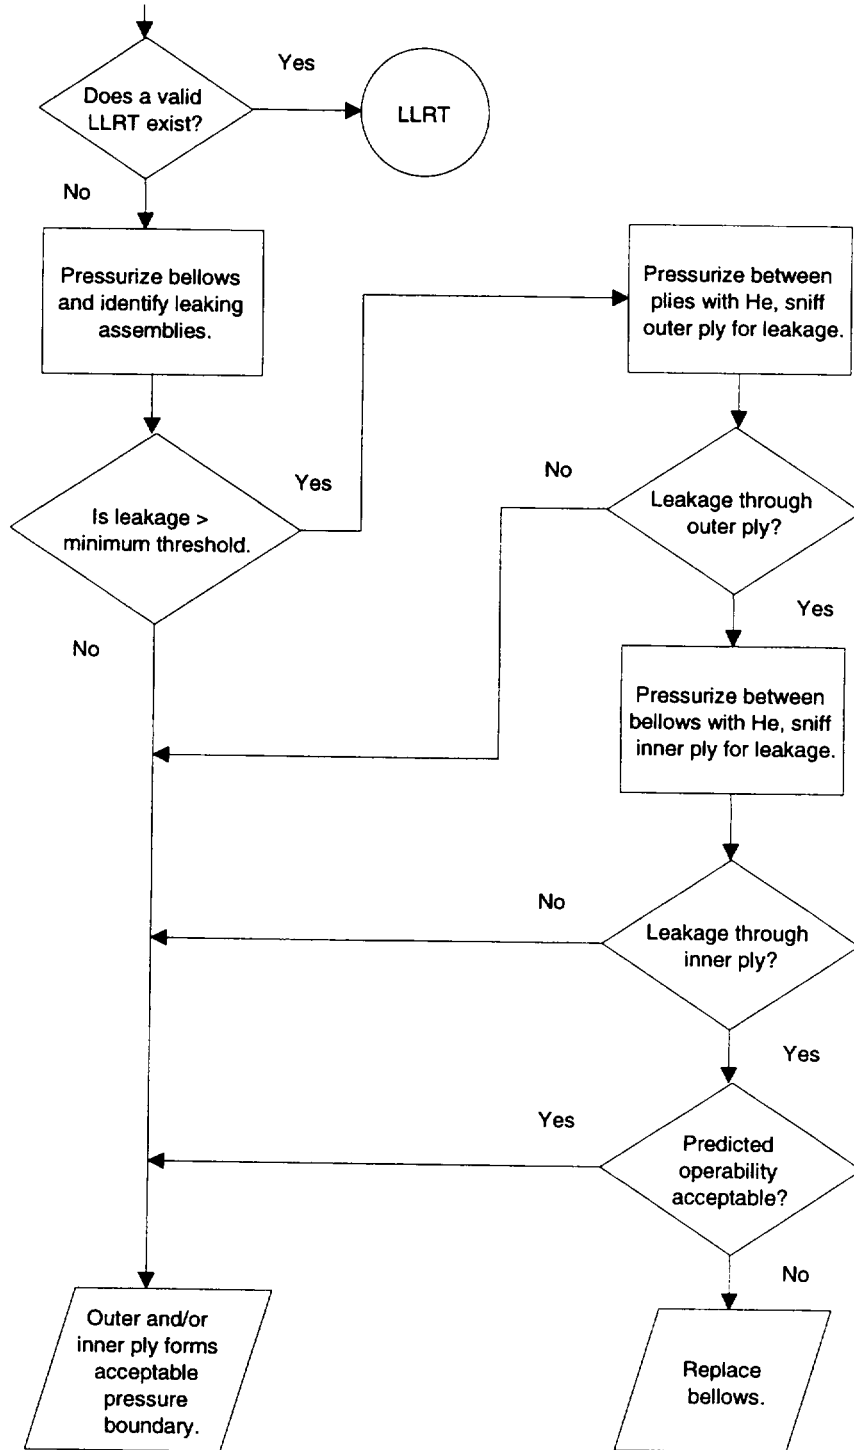 Does a valid
LLRT exist?
Yes
LLRT
No
Pressurize bellows
and identify leaking
assemblies.
Is leakage >
minimum threshold.
Yes
No
Pressurize between
plies with He, sniff
outer ply for leakage.
Leakage through
outer ply?
No
Yes
Pressurize between
bellows with He, sniff
inner ply for leakage.
Leakage through
inner ply?
No
Yes
Predicted
operability
acceptable?
Yes
No
Outer and/or
inner ply forms
acceptable
pressure
boundary.
Replace
bellows.